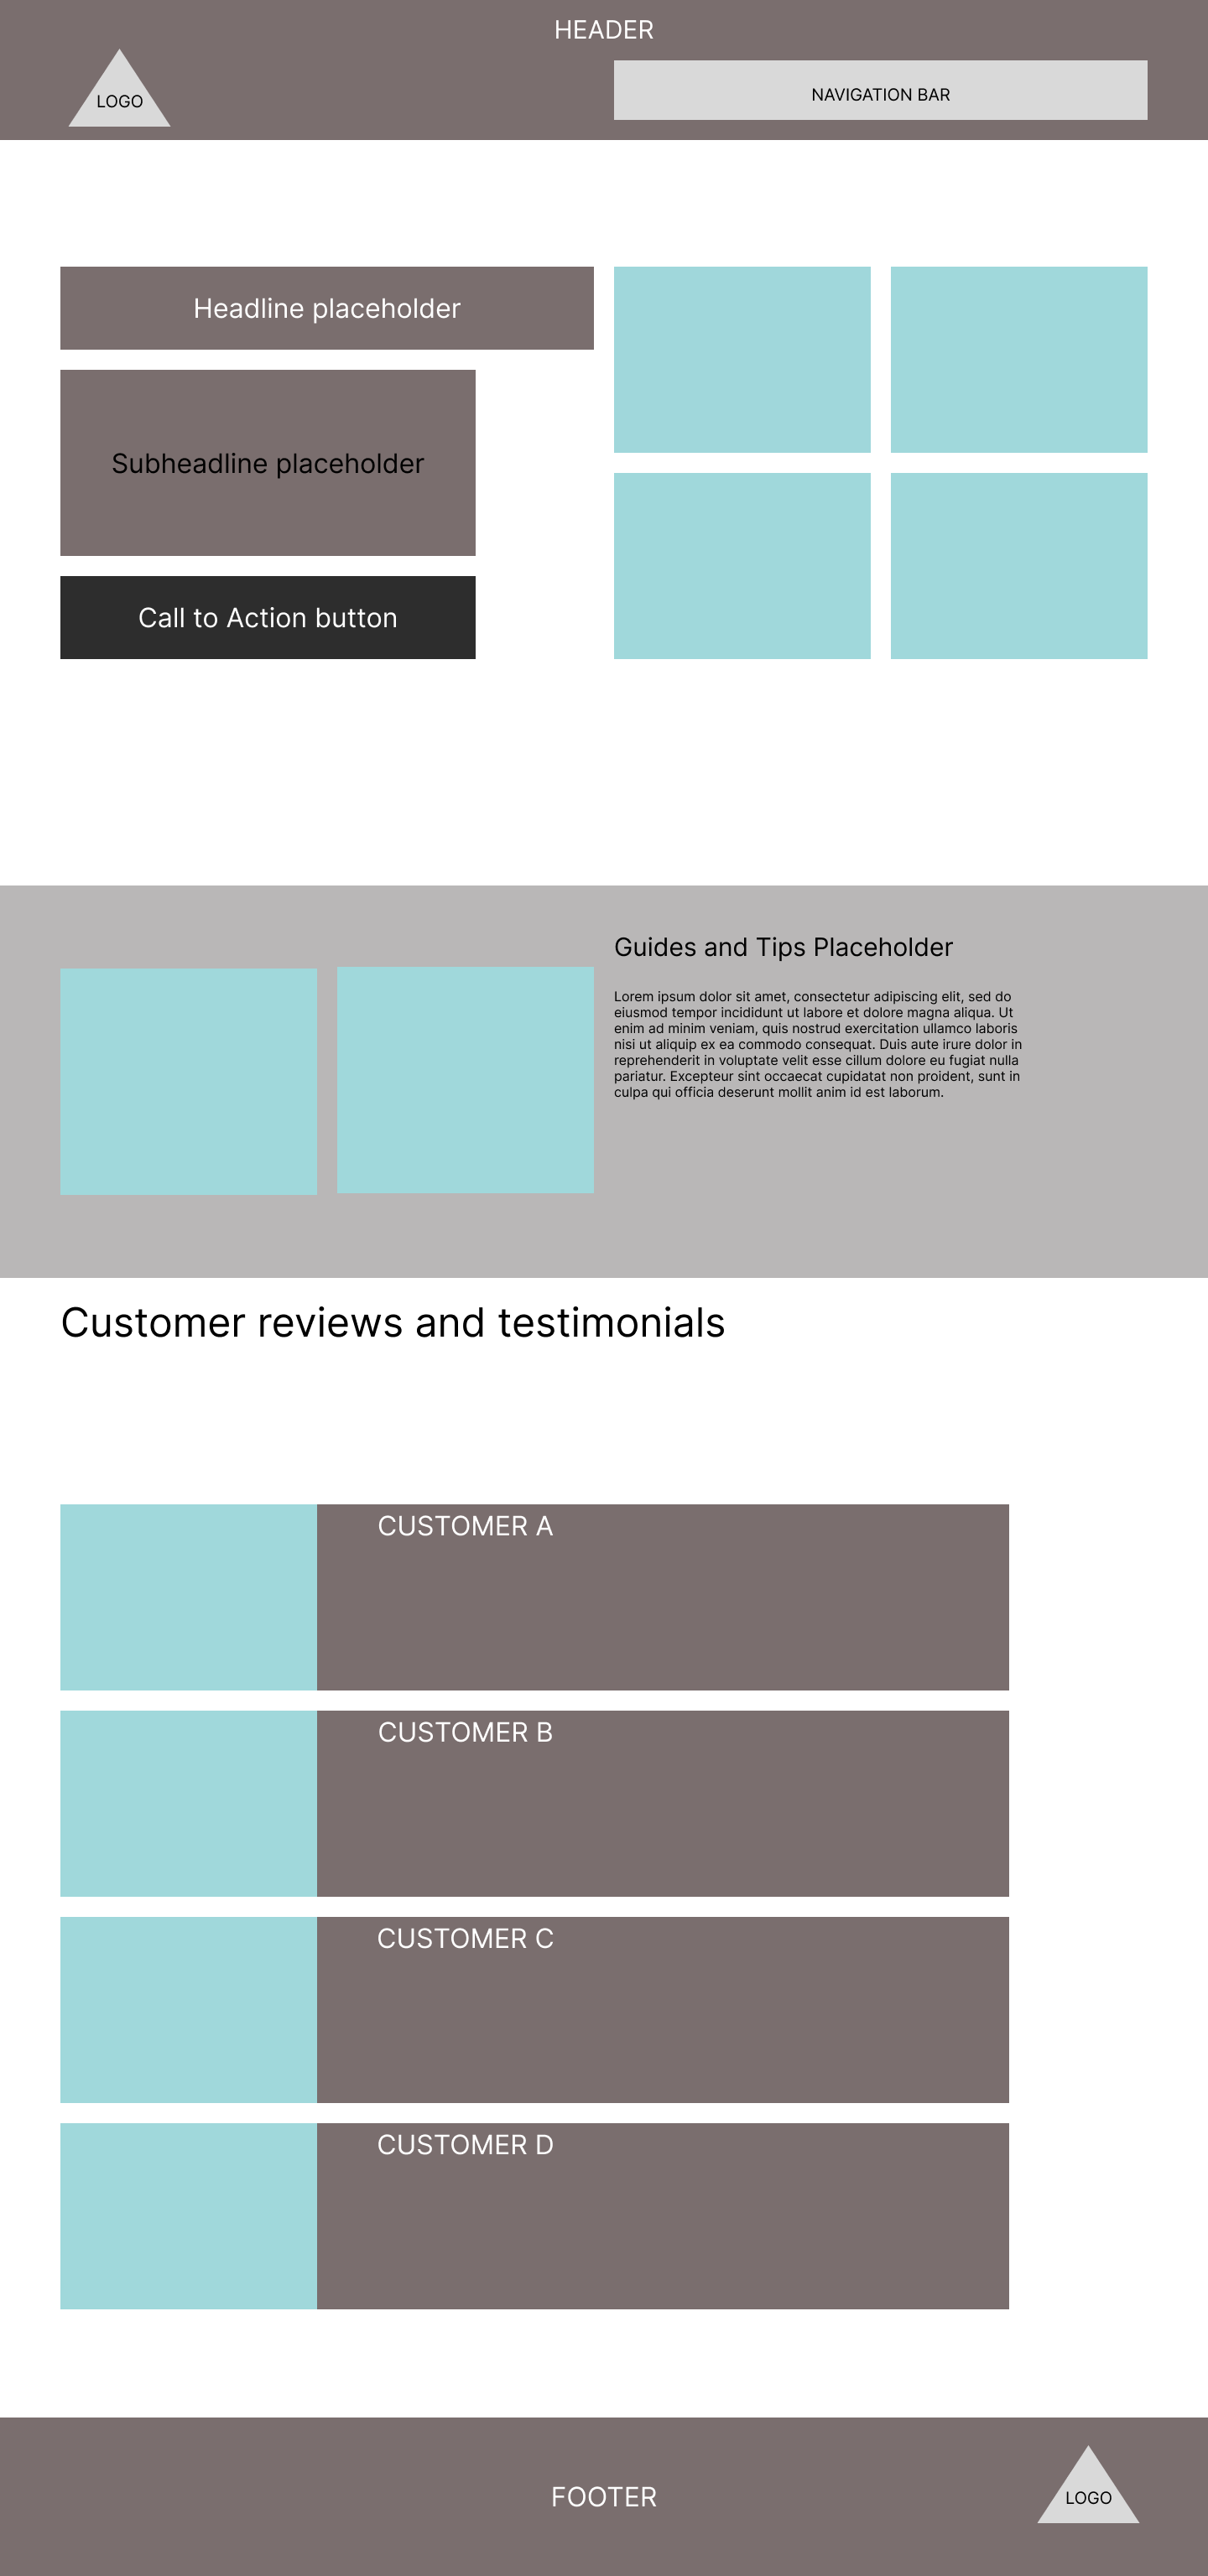 HEADER
LOGO
NAVIGATION BAR
Headline placeholder
Subheadline placeholder
Call to Action button
Guides and Tips Placeholder
Lorem ipsum dolor sit amet, consectetur adipiscing elit, sed do
eiusmod tempor incididunt ut labore et dolore magna aliqua. Ut
enim ad minim veniam, quis nostrud exercitation ullamco laboris
nisi ut aliquip ex ea commodo consequat. Duis aute irure dolor in
reprehenderit in voluptate velit esse cillum dolore eu fugiat nulla
pariatur. Excepteur sint occaecat cupidatat non proident, sunt in
culpa qui officia deserunt mollit anim id est laborum.
Customer reviews and testimonials
CUSTOMER A
CUSTOMER B
CUSTOMER C
CUSTOMER D
FOOTER
LOGO